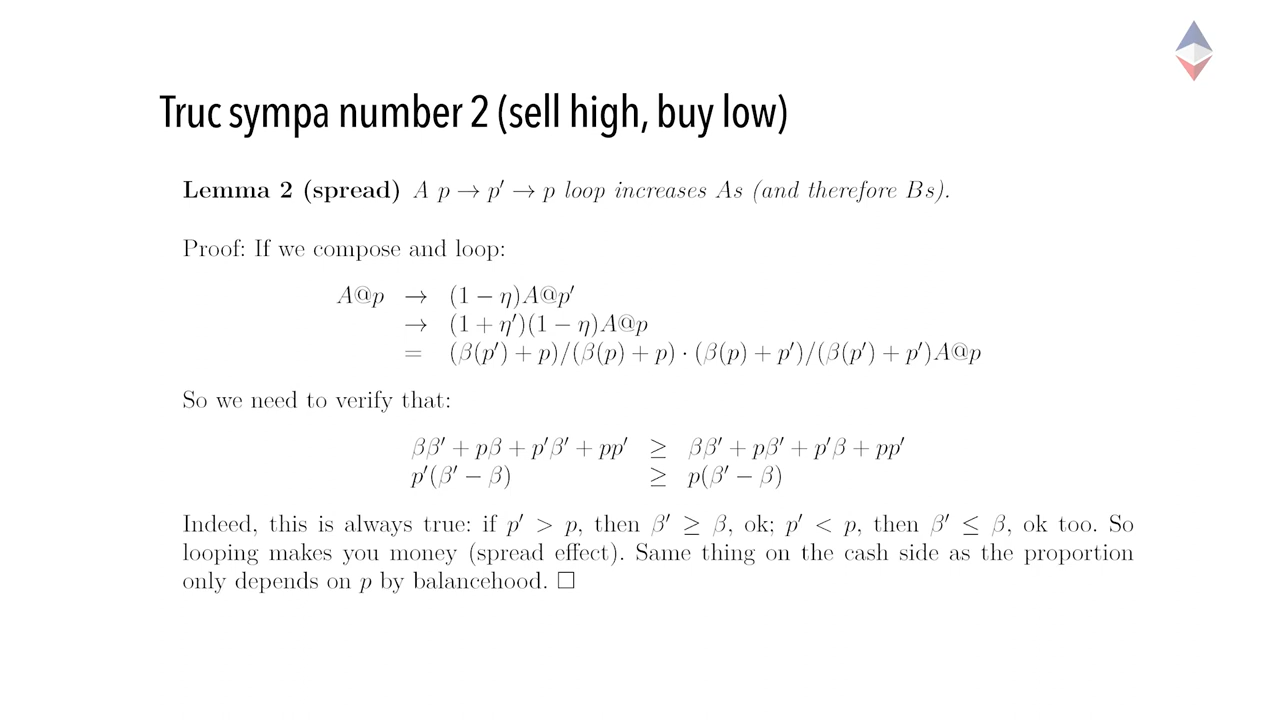 Truc sympa number 2 (sell high, buy low)
Lemma 2 (spread) A p → p′ → p loop increases As (and therefore Bs).
Proof: If we compose and loop:
A@p → (1 − η)A@p′
→ (1 + η′)(1 − η)A@p
= (β(p′) + p)/(β(p) + p) · (β(p) + p′)/(β(p′) + p′)A@p
So we need to verify that:
ββ′ + pβ + p′β′ + pp′ ≥ ββ′ + pβ′ + p′β + pp′
p′(β′ − β) ≥ p(β′ − β)
Indeed, this is always true: if p′ > p, then β′ ≥ β, ok; p′ < p, then β′ ≤ β, ok too. So
looping makes you money (spread effect). Same thing on the cash side as the proportion
only depends on p by balancehood. □